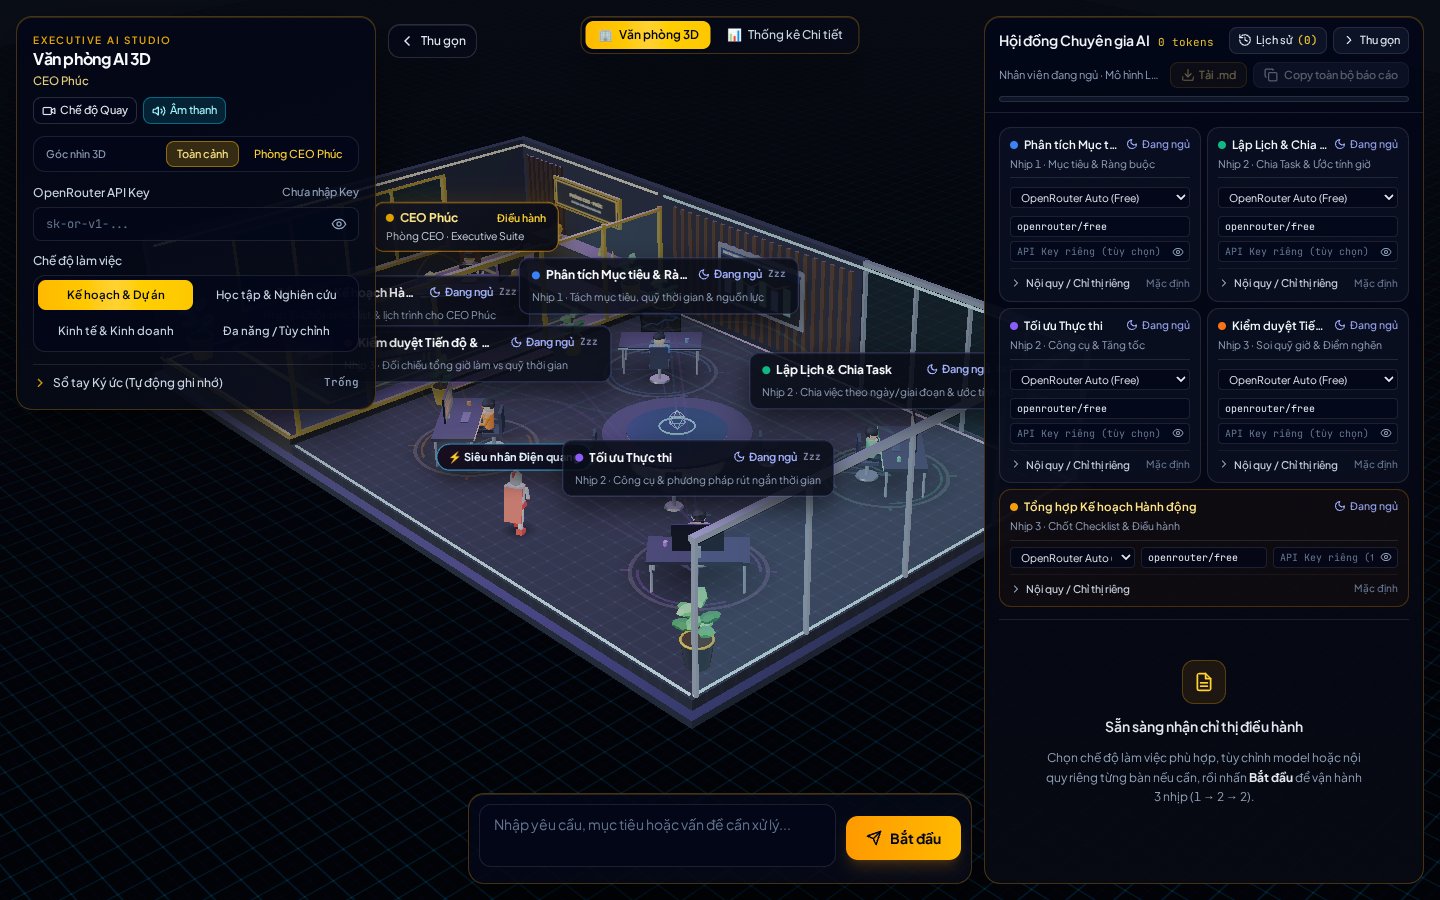 EXECUTIVE AI STUDIO
Văn phòng AI 3D
CEO Phúc
Chế độ Quay
Âm thanh
Góc nhìn 3D
Toàn cảnh
Phòng CEO Phúc
OpenRouter API Key
Chưa nhập Key
sk-or-v1-...
Chế độ làm việc
Kế hoạch & Dự án
Học tập & Nghiên cứu
Kinh tế & Kinh doanh
Đa năng / Tùy chỉnh
Sổ tay Ký ức (Tự động ghi nhớ)
Trống
Thu gọn
Văn phòng 3D
Thống kê Chi tiết
CEO Phúc
Điều hành
Phòng CEO · Executive Suite
Phân tích Mục tiêu & Rà...
Đang ngủ Zzz
Nhịp 1 · Tách mục tiêu, quỹ thời gian & nguồn lực
Hà...
Đang ngủ Zzz
& lịch trình cho CEO Phúc
Kiểm duyệt Tiến độ & ...
Đang ngủ Zzz
· Đối chiếu tổng giờ làm vs quỹ thời gian
Lập Lịch & Chia Task
Đang ng
Nhịp 2 · Chia việc theo ngày/giai đoạn & ước
⚡ Siêu nhân Điện
Tối ưu Thực thi
Đang ngủ Zzz
Nhịp 2 · Công cụ & phương pháp rút ngắn thời gian
Nhập yêu cầu, mục tiêu hoặc vấn đề cần xử lý...
Bắt đầu
Hội đồng Chuyên gia AI
0 tokens
Lịch sử (0)
Thu gọn
Nhân viên đang ngủ · Mô hình L...
Tải .md
Copy toàn bộ báo cáo
Phân tích Mục t...
Đang ngủ
Nhịp 1 · Mục tiêu & Ràng buộc
OpenRouter Auto (Free)
openrouter/free
API Key riêng (tùy chọn)
Nội quy / Chỉ thị riêng
Mặc định
Lập Lịch & Chia ...
Đang ngủ
Nhịp 2 · Chia Task & Ước tính giờ
OpenRouter Auto (Free)
openrouter/free
API Key riêng (tùy chọn)
Nội quy / Chỉ thị riêng
Mặc định
Tối ưu Thực thi
Đang ngủ
Nhịp 2 · Công cụ & Tăng tốc
OpenRouter Auto (Free)
openrouter/free
API Key riêng (tùy chọn)
Nội quy / Chỉ thị riêng
Mặc định
Kiểm duyệt Tiế...
Đang ngủ
Nhịp 3 · Soi quỹ giờ & Điểm nghẽn
OpenRouter Auto (Free)
openrouter/free
API Key riêng (tùy chọn)
Nội quy / Chỉ thị riêng
Mặc định
Tổng hợp Kế hoạch Hành động
Đang ngủ
Nhịp 3 · Chốt Checklist & Điều hành
OpenRouter Auto
openrouter/free
API Key riêng (t
Nội quy / Chỉ thị riêng
Mặc định
Sẵn sàng nhận chỉ thị điều hành
Chọn chế độ làm việc phù hợp, tùy chỉnh model hoặc nội
quy riêng từng bàn nếu cần, rồi nhấn Bắt đầu để vận hành
3 nhịp (1 → 2 → 2).